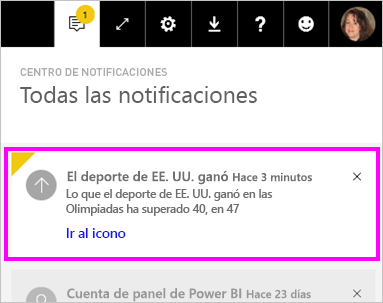 1
?
CENTRO DE NOTIFICACIONES
Todas las notificaciones
El deporte de EE. UU. ganó Hace 3 minutos
Lo que el deporte de EE. UU. ganó en las
Olimpiadas ha superado 40, en 47
Ir al icono
Cuenta de panel de Power BI Hace 23 días